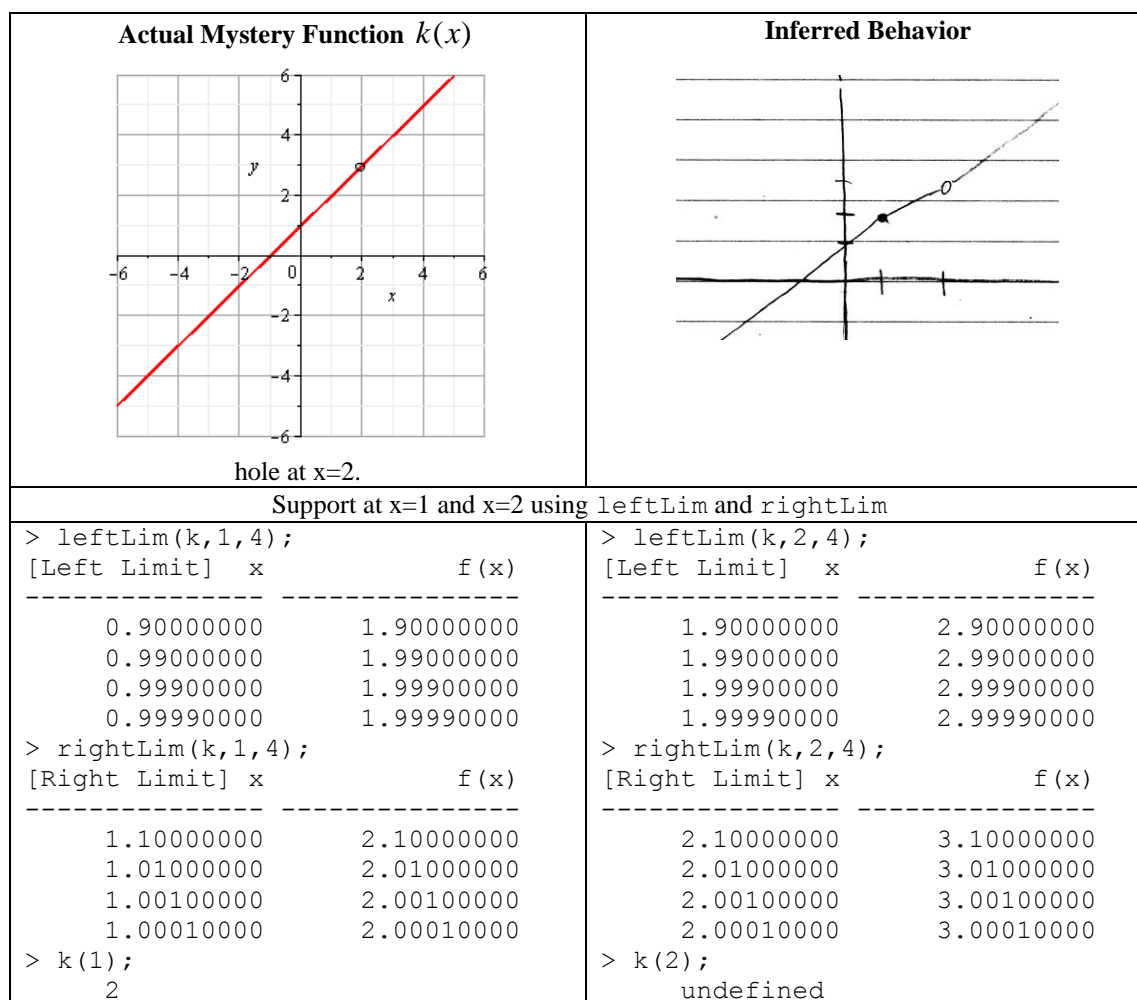 Actual Mystery Function k(x)
6
4
y
2
-6 -4 -2 0 2 4 6
x
-2
-4
-6
hole at x=2.
Inferred Behavior
Support at x=1 and x=2 using leftLim and rightLim
> leftLim(k,1,4);
[Left Limit] x f(x)
--------------- ---------------
0.90000000 1.90000000
0.99000000 1.99000000
0.99900000 1.99900000
0.99990000 1.99990000
> rightLim(k,1,4);
[Right Limit] x f(x)
--------------- ---------------
1.10000000 2.10000000
1.01000000 2.01000000
1.00100000 2.00100000
1.00010000 2.00010000
> k(1);
2
> leftLim(k,2,4);
[Left Limit] x f(x)
--------------- ---------------
1.90000000 2.90000000
1.99000000 2.99000000
1.99900000 2.99900000
1.99990000 2.99990000
> rightLim(k,2,4);
[Right Limit] x f(x)
--------------- ---------------
2.10000000 3.10000000
2.01000000 3.01000000
2.00100000 3.00100000
2.00010000 3.00010000
> k(2);
undefined